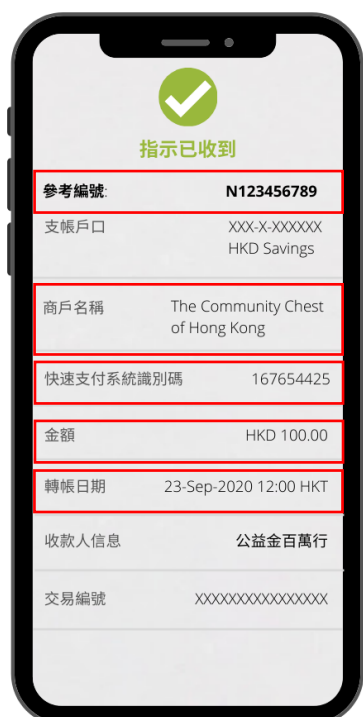 指示已收到
參考編號: N123456789
支帳戶口 XXX-X-XXXXXX
HKD Savings
商戶名稱 The Community Chest
of Hong Kong
快速支付系統識別碼 167654425
金額 HKD 100.00
轉帳日期 23-Sep-2020 12:00 HKT
收款人信息 公益金百萬行
交易編號 XXXXXXXXXXXXXXXX